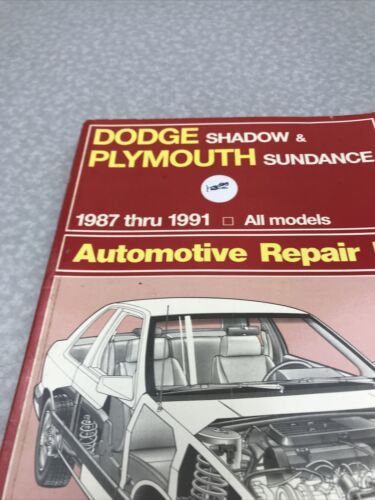 DODGE SHADOW &
PLYMOUTH SUNDANCE
1987 thru 1991 □ All models
Automotive Repair